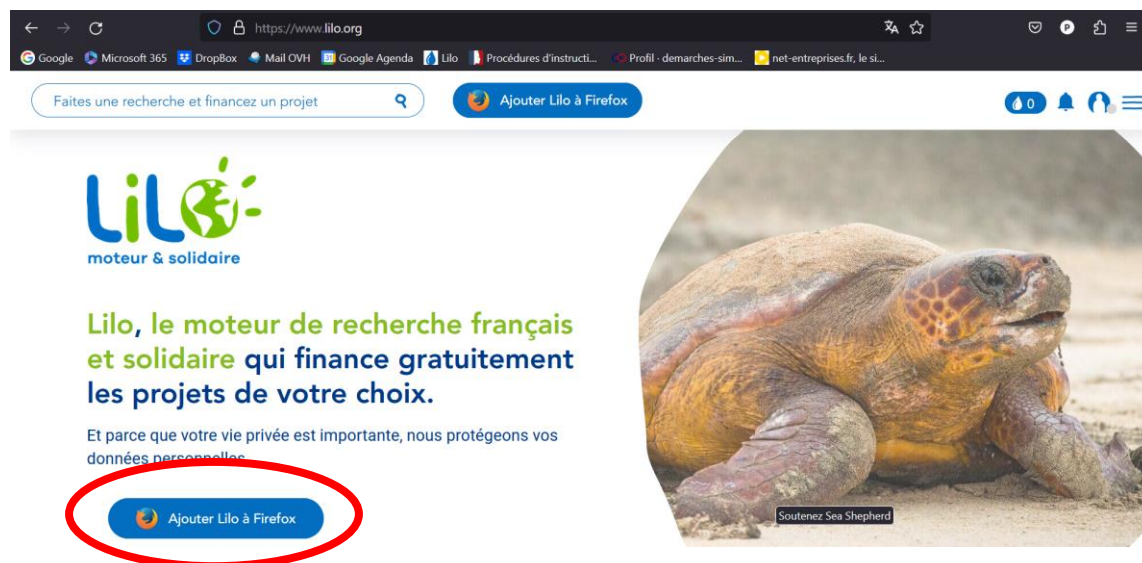 https://www.lilo.org
P
Google Microsoft 365 DropBox Mail OVH Google Agenda Lilo Procédures d'instructi... Profil · demarches-sim... net-entreprises.fr, le si...
Faites une recherche et financez un projet Ajouter Lilo à Firefox 0
LiLO
moteur & solidaire
Lilo, le moteur de recherche français
et solidaire qui finance gratuitement
les projets de votre choix.
Et parce que votre vie privée est importante, nous protégeons vos
données personnelles
Ajouter Lilo à Firefox
Soutenez Sea Shepherd